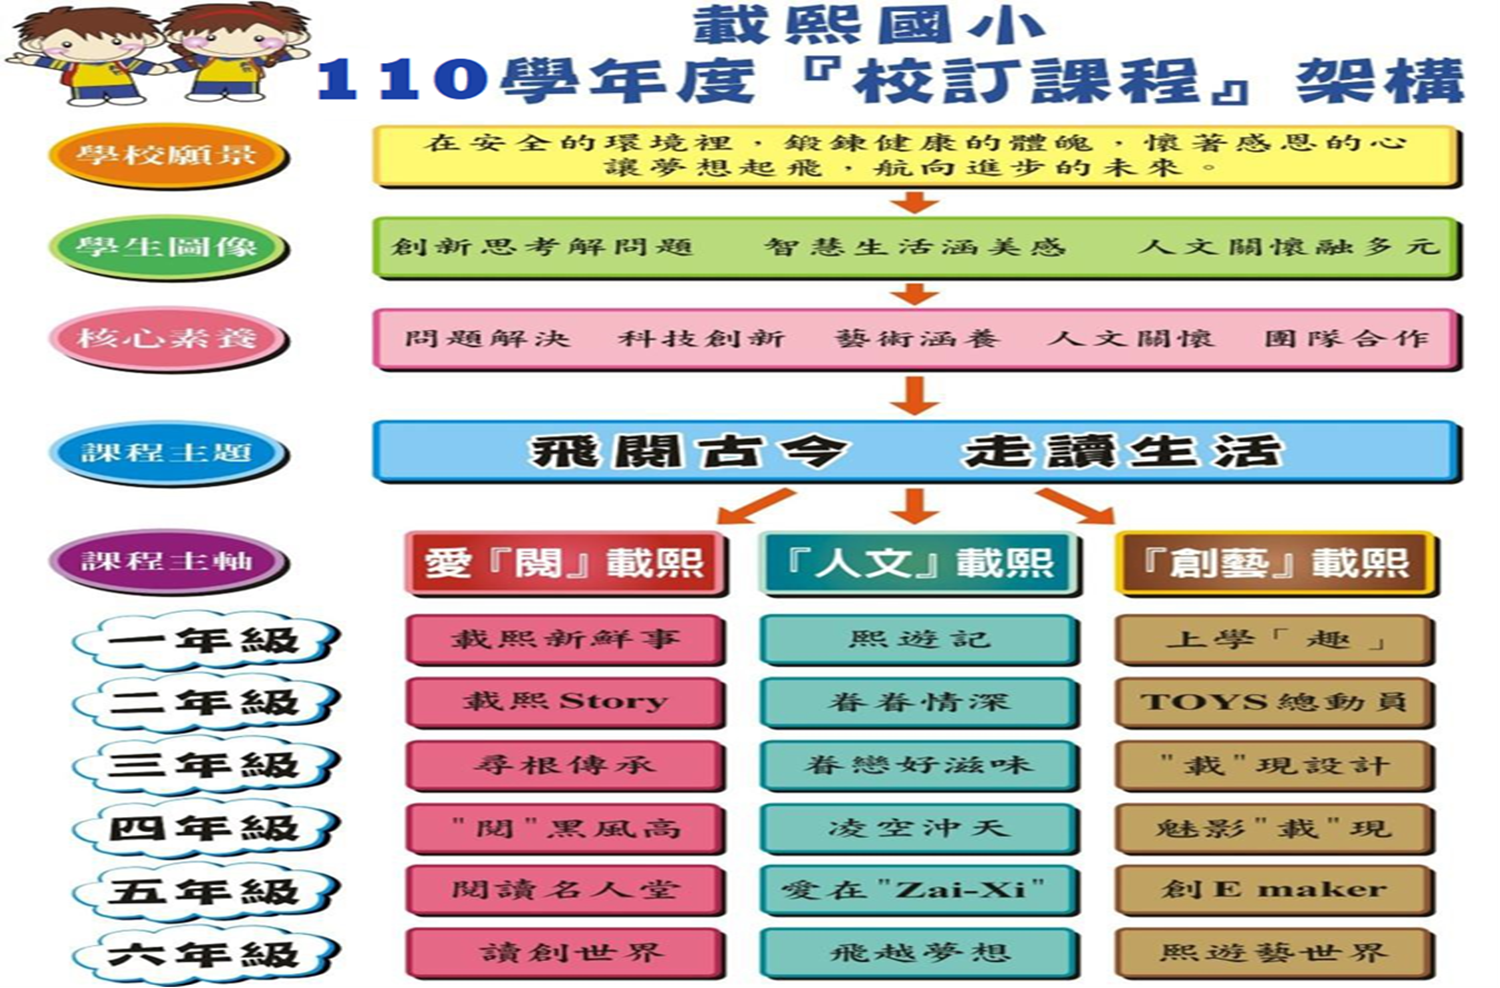 載熙國小
110學年度『校訂課程』架構
學校願景
在安全的環境裡，鍛鍊健康的體魄，懷著感恩的心
讓夢想起飛，航向進步的未來。
學生圖像
創新思考解問題 智慧生活涵美感 人文關懷融多元
核心素養
問題解決 科技創新 藝術涵養 人文關懷 團隊合作
課程主題
飛閱古今 走讀生活
課程主軸
愛『閱』載熙 『人文』載熙 『創藝』載熙
一年級 載熙新鮮事 熙遊記 上學「趣」
二年級 載熙Story 眷眷情深 TOYS總動員
三年級 尋根傳承 眷戀好滋味 "載"現設計
四年級 "閱"黑風高 凌空沖天 魅影"載"現
五年級 閱讀名人堂 愛在"Zai-Xi" 創E maker
六年級 讀創世界 飛越夢想 熙遊藝世界